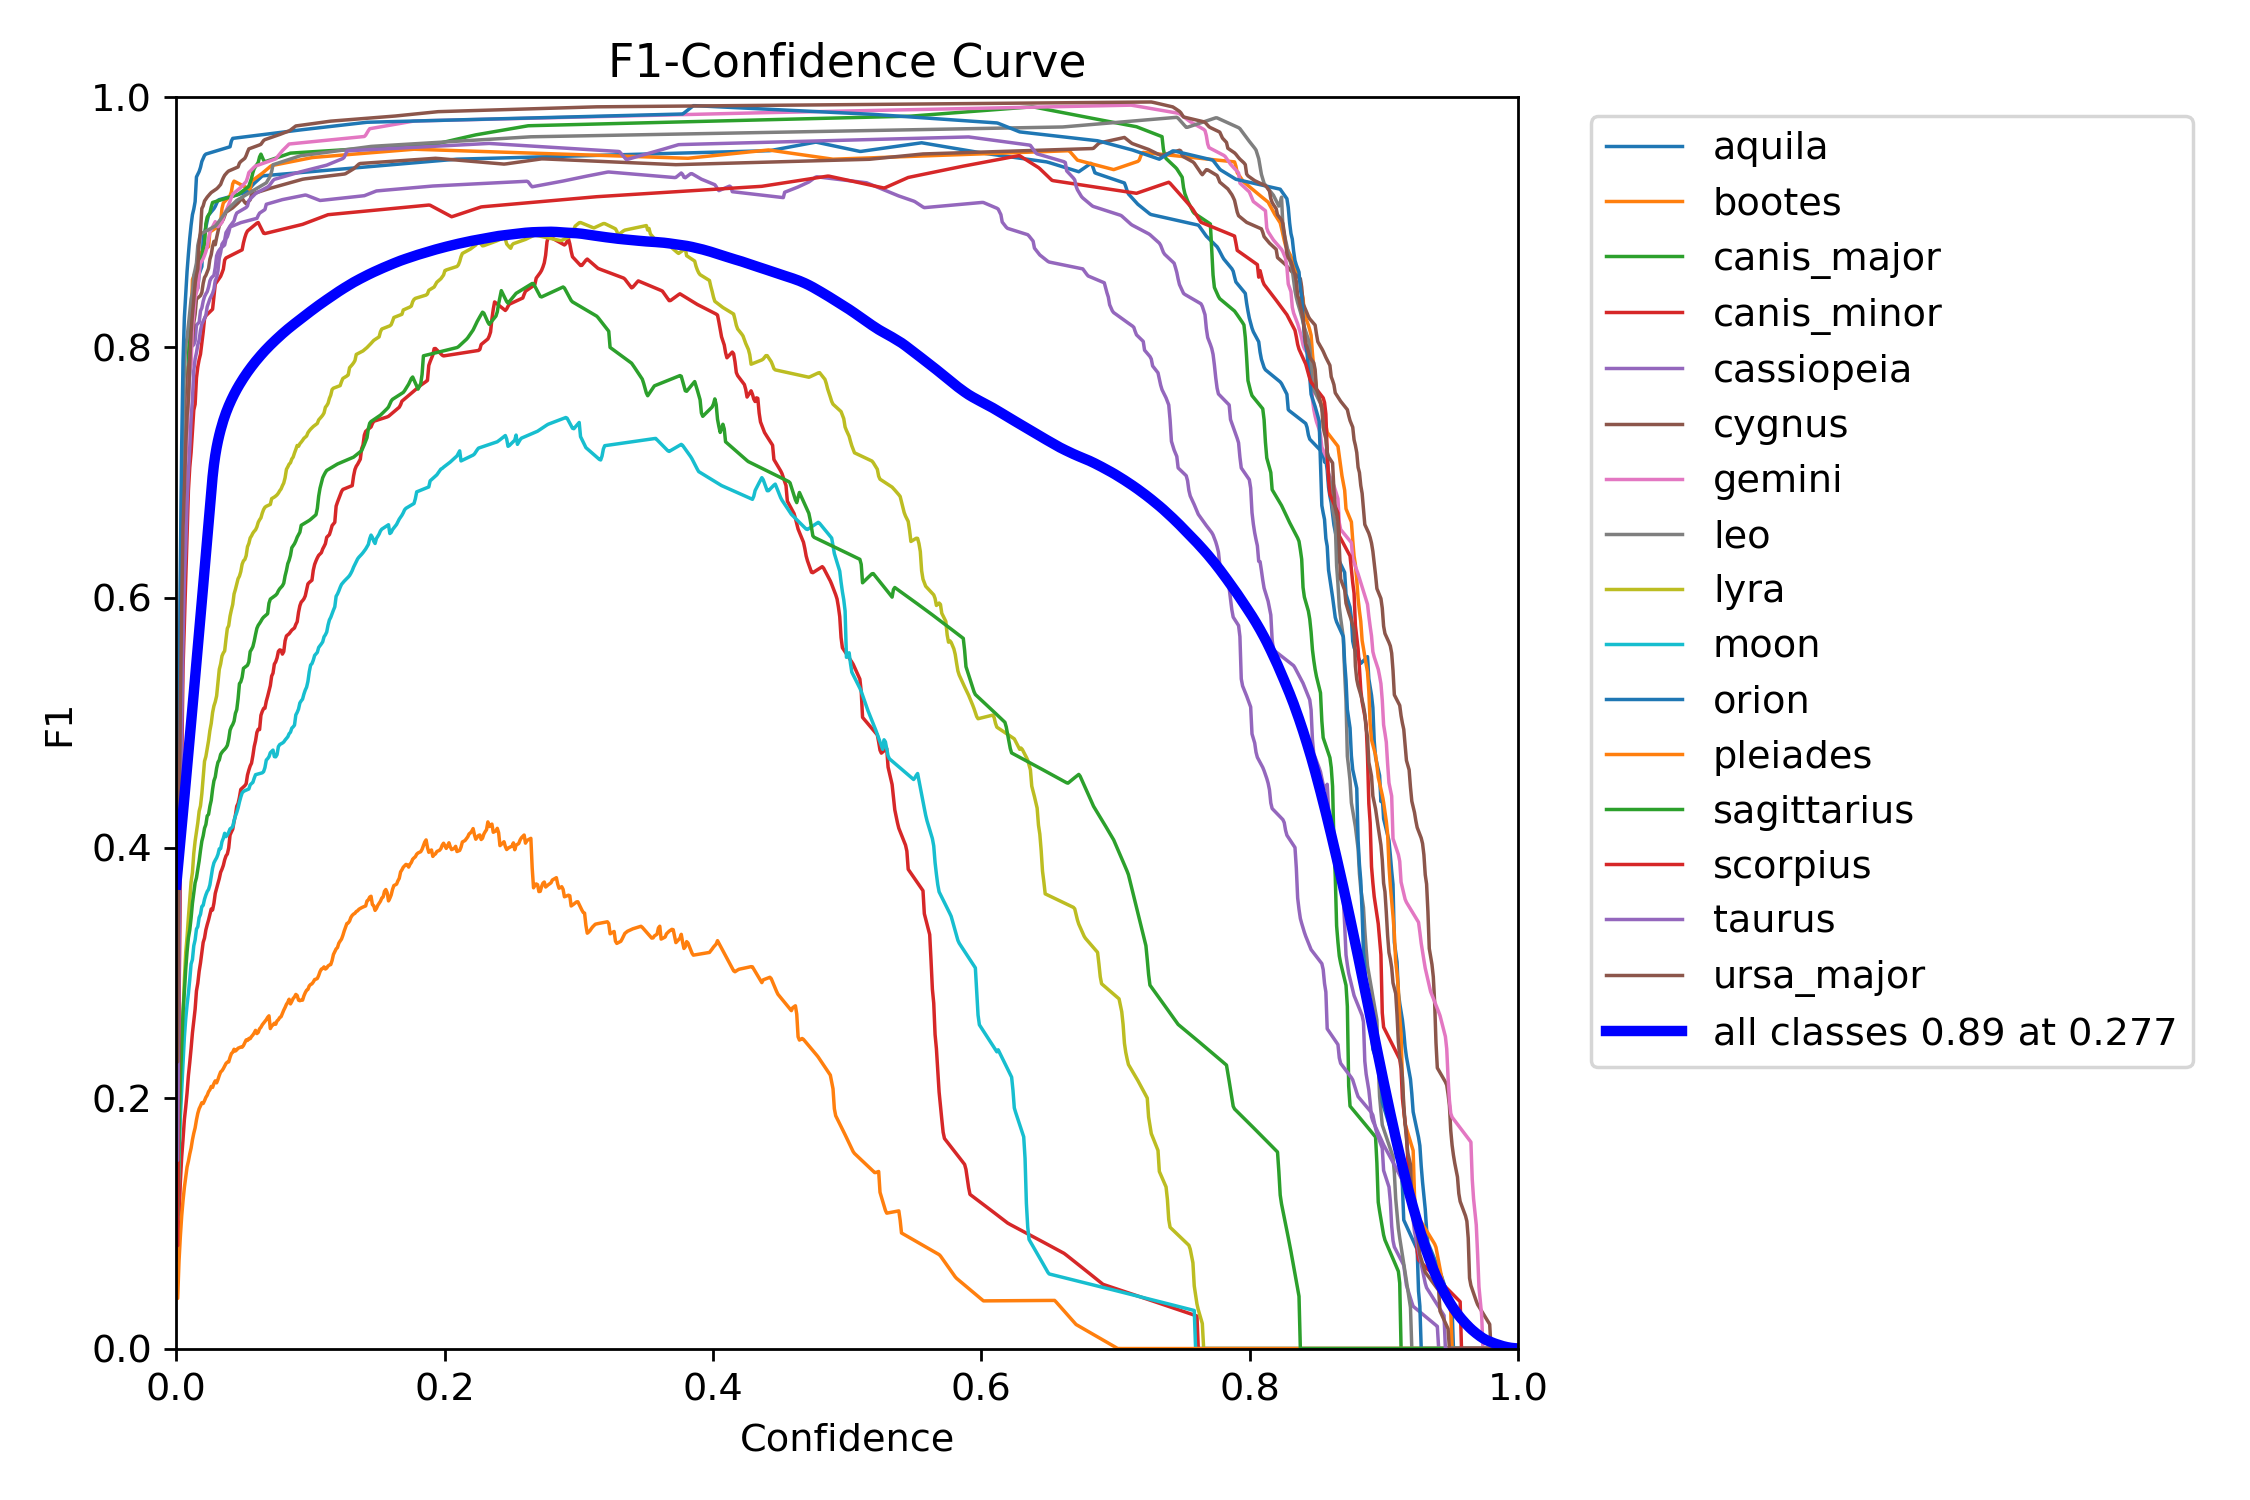 F1-Confidence Curve
1.0
0.8
0.6
0.4
0.2
0.0
F1
0.0 0.2 0.4 0.6 0.8 1.0
Confidence
aquila
bootes
canis_major
canis_minor
cassiopeia
cygnus
gemini
leo
lyra
moon
orion
pleiades
sagittarius
scorpius
taurus
ursa_major
all classes 0.89 at 0.277